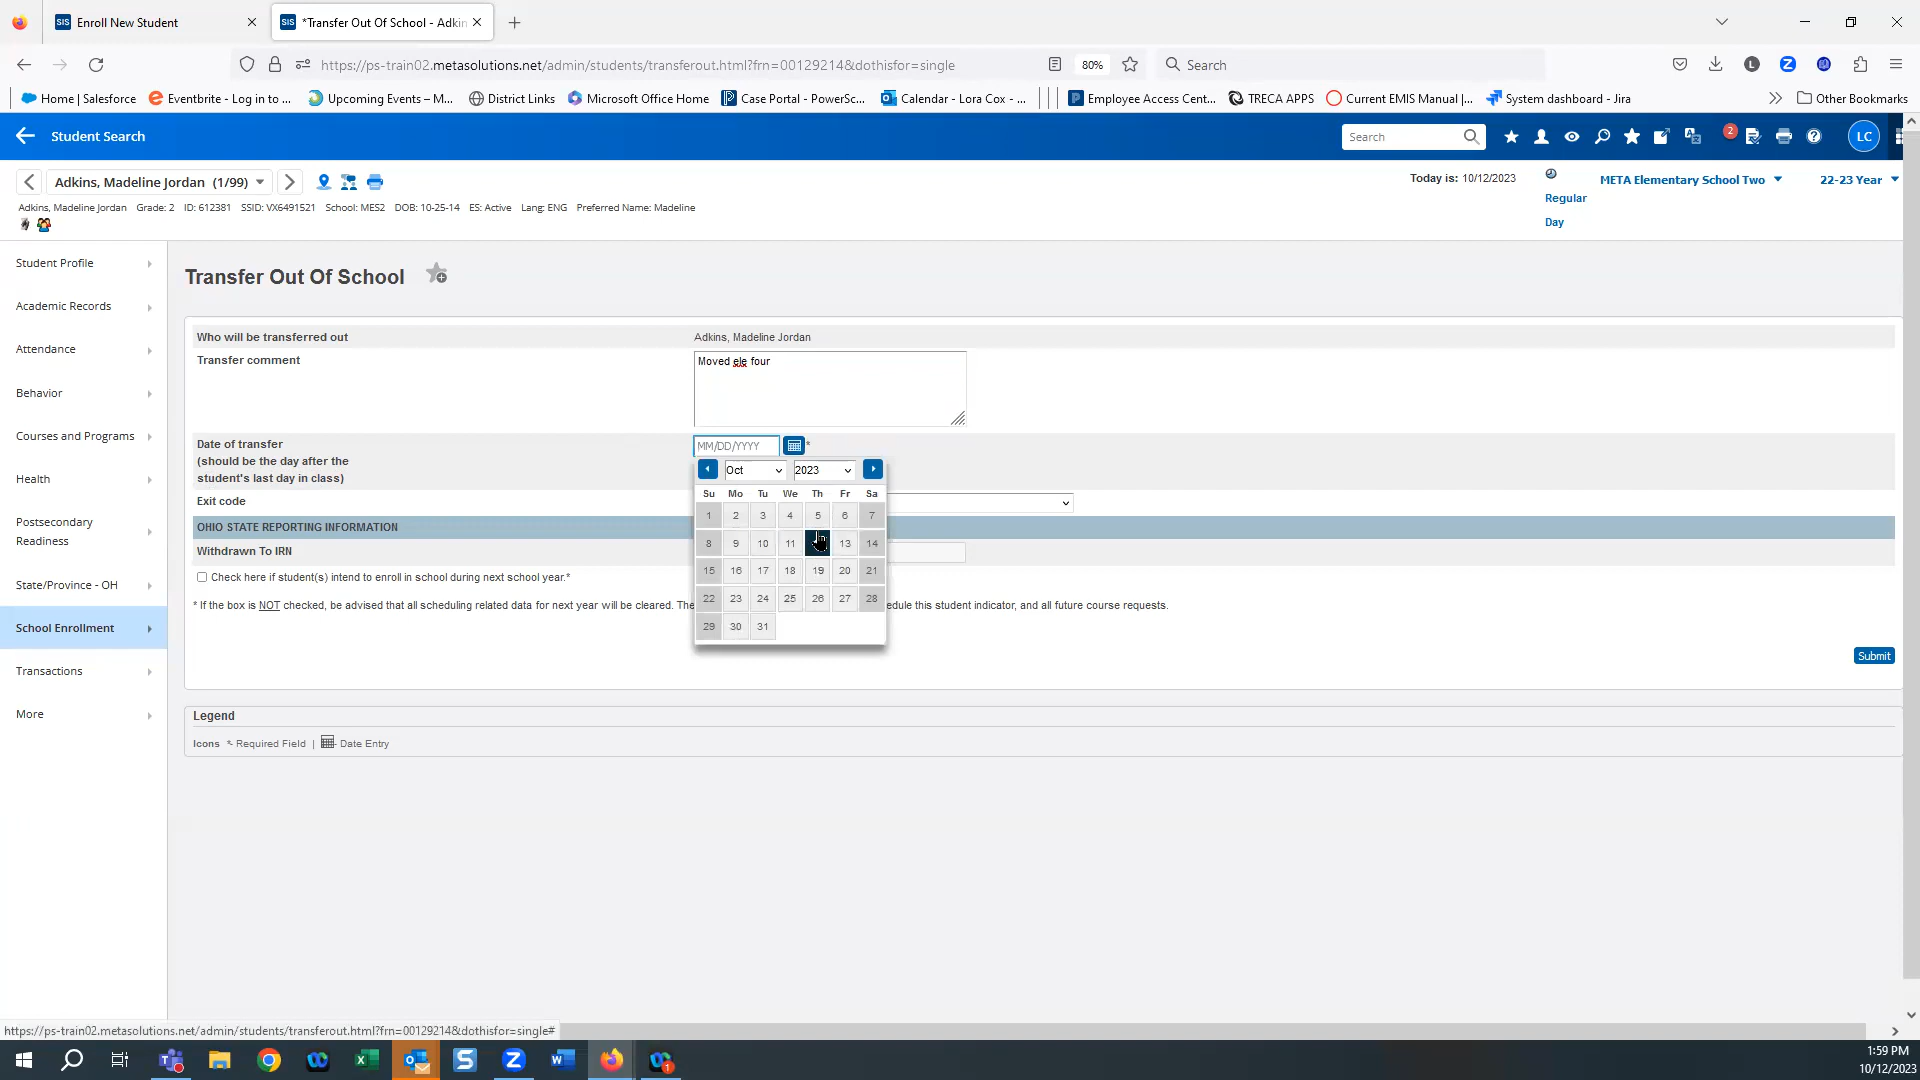 Enroll New Student
*Transfer Out Of School - Adkin
https://ps-train02.metasolutions.net/admin/students/transferout.html?frn=00129214&dothisfor=single
80%
Search
Home | Salesforce
Eventbrite - Log in to ...
Upcoming Events – M...
District Links
Microsoft Office Home
Case Portal - PowerSc...
Calendar - Lora Cox - ...
Employee Access Cent...
TRECA APPS
Current EMIS Manual |...
System dashboard - Jira
Other Bookmarks
Student Search
Search
2
LC
Adkins, Madeline Jordan (1/99)
Today is: 10/12/2023
Regular
Day
META Elementary School Two
22-23 Year
Adkins, Madeline Jordan Grade: 2 ID: 612381 SSID: VX6491521 School: MES2 DOB: 10-25-14 ES: Active Lang: ENG Preferred Name: Madeline
Student Profile
Academic Records
Attendance
Behavior
Courses and Programs
Health
Postsecondary
Readiness
State/Province - OH
School Enrollment
Transactions
More
Transfer Out Of School
Who will be transferred out
Adkins, Madeline Jordan
Transfer comment
Moved ele four
Date of transfer
(should be the day after the
student's last day in class)
MM/DD/YYYY
*
Oct
2023
Su Mo Tu We Th Fr Sa
1 2 3 4 5 6 7
8 9 10 11 13 14
15 16 17 18 19 20 21
22 23 24 25 26 27 28
29 30 31
Exit code
OHIO STATE REPORTING INFORMATION
Withdrawn To IRN
Check here if student(s) intend to enroll in school during next school year.*
* If the box is NOT checked, be advised that all scheduling related data for next year will be cleared. The
edule this student indicator, and all future course requests.
Submit
Legend
Icons * - Required Field | - Date Entry
https://ps-train02.metasolutions.net/admin/students/transferout.html?frn=00129214&dothisfor=single#
1:59 PM
10/12/2023